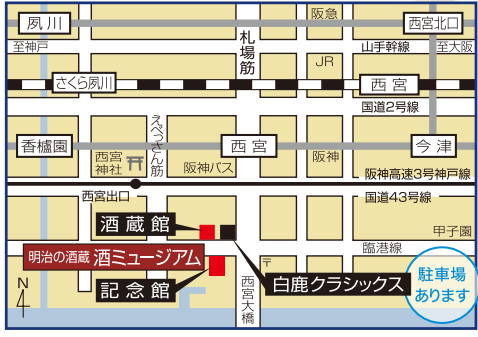 夙川
阪急
西宮北口
至神戸
札場筋
山手幹線
至大阪
JR
さくら夙川
西宮
国道2号線
えべっさん筋
香櫨園
西宮
今津
西宮
神社
阪神バス
阪神
阪神高速3号神戸線
西宮出口
国道43号線
酒蔵館
甲子園
臨港線
明治の酒蔵 酒ミュージアム
〒
駐車場
あります
記念館
白鹿クラシックス
N
4
西宮大橋